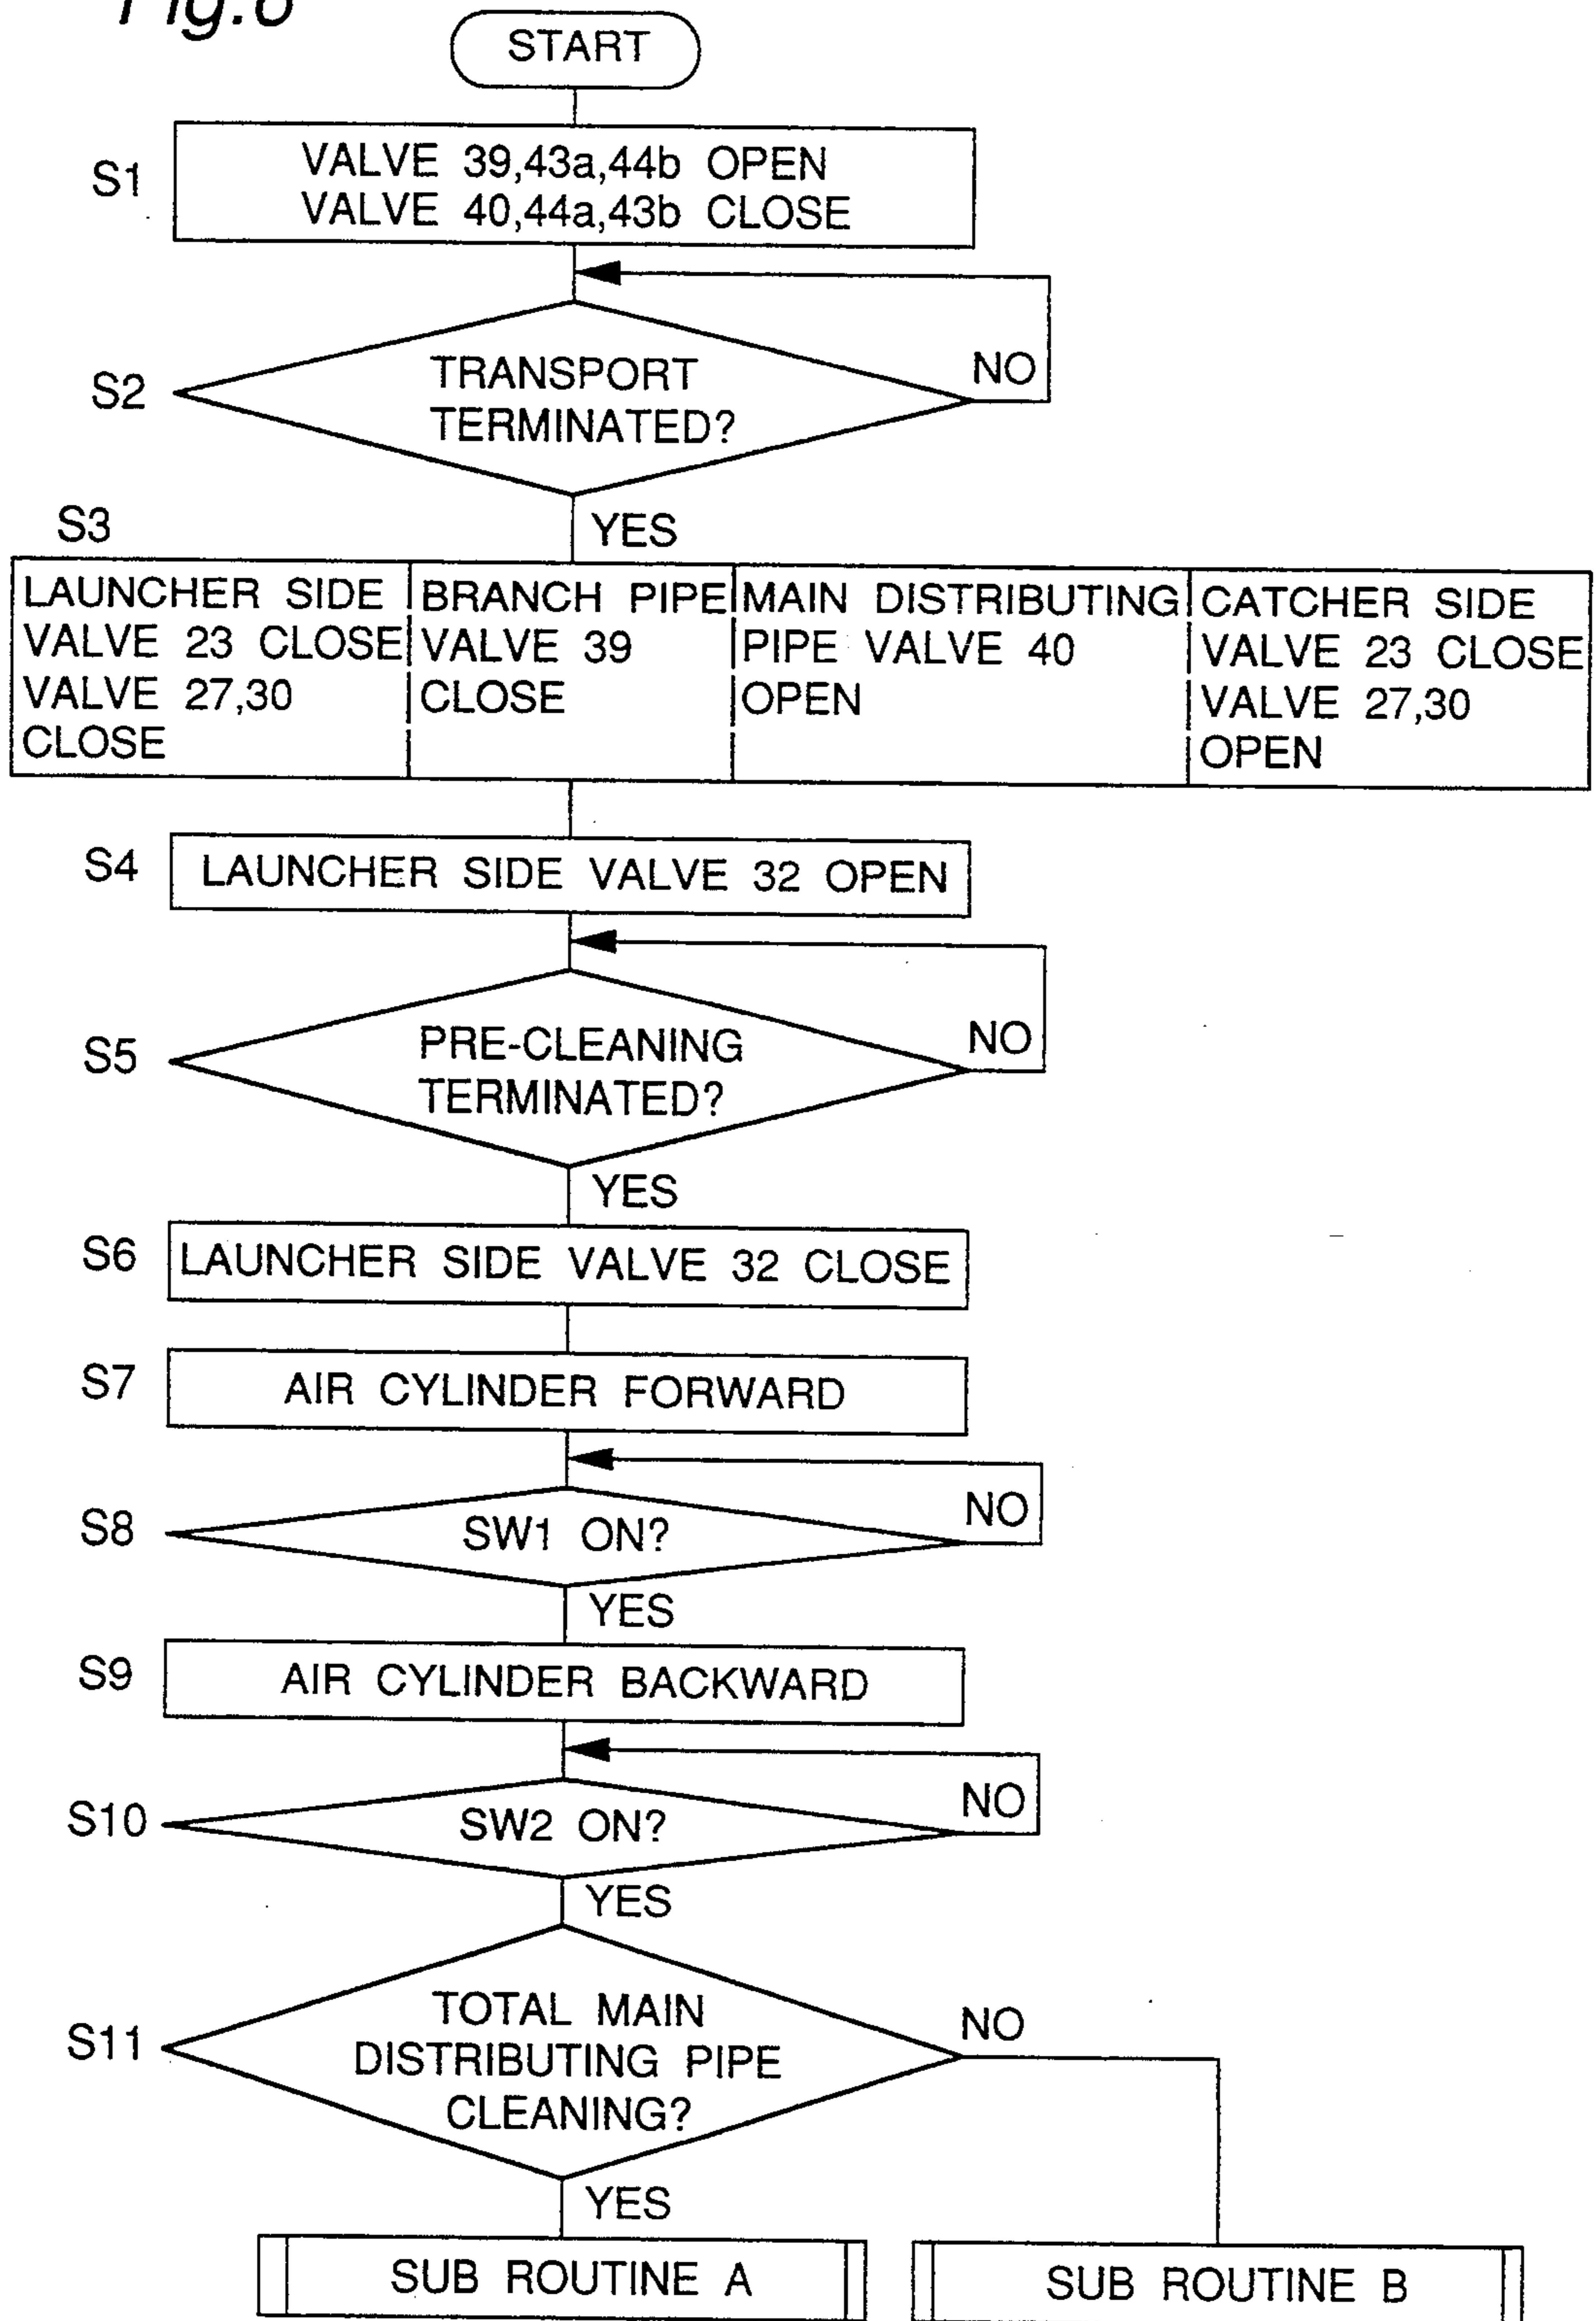 START
S1
VALVE 39,43a,44b OPEN
VALVE 40,44a,43b CLOSE
S2
TRANSPORT
TERMINATED?
NO
YES
S3
LAUNCHER SIDE
VALVE 23 CLOSE
VALVE 27,30
CLOSE
BRANCH PIPE
VALVE 39
CLOSE
MAIN DISTRIBUTING
PIPE VALVE 40
OPEN
CATCHER SIDE
VALVE 23 CLOSE
VALVE 27,30
OPEN
S4
LAUNCHER SIDE VALVE 32 OPEN
S5
PRE-CLEANING
TERMINATED?
NO
YES
S6
LAUNCHER SIDE VALVE 32 CLOSE
S7
AIR CYLINDER FORWARD
S8
SW1 ON?
NO
YES
S9
AIR CYLINDER BACKWARD
S10
SW2 ON?
NO
YES
S11
TOTAL MAIN
DISTRIBUTING PIPE
CLEANING?
NO
YES
SUB ROUTINE A
SUB ROUTINE B